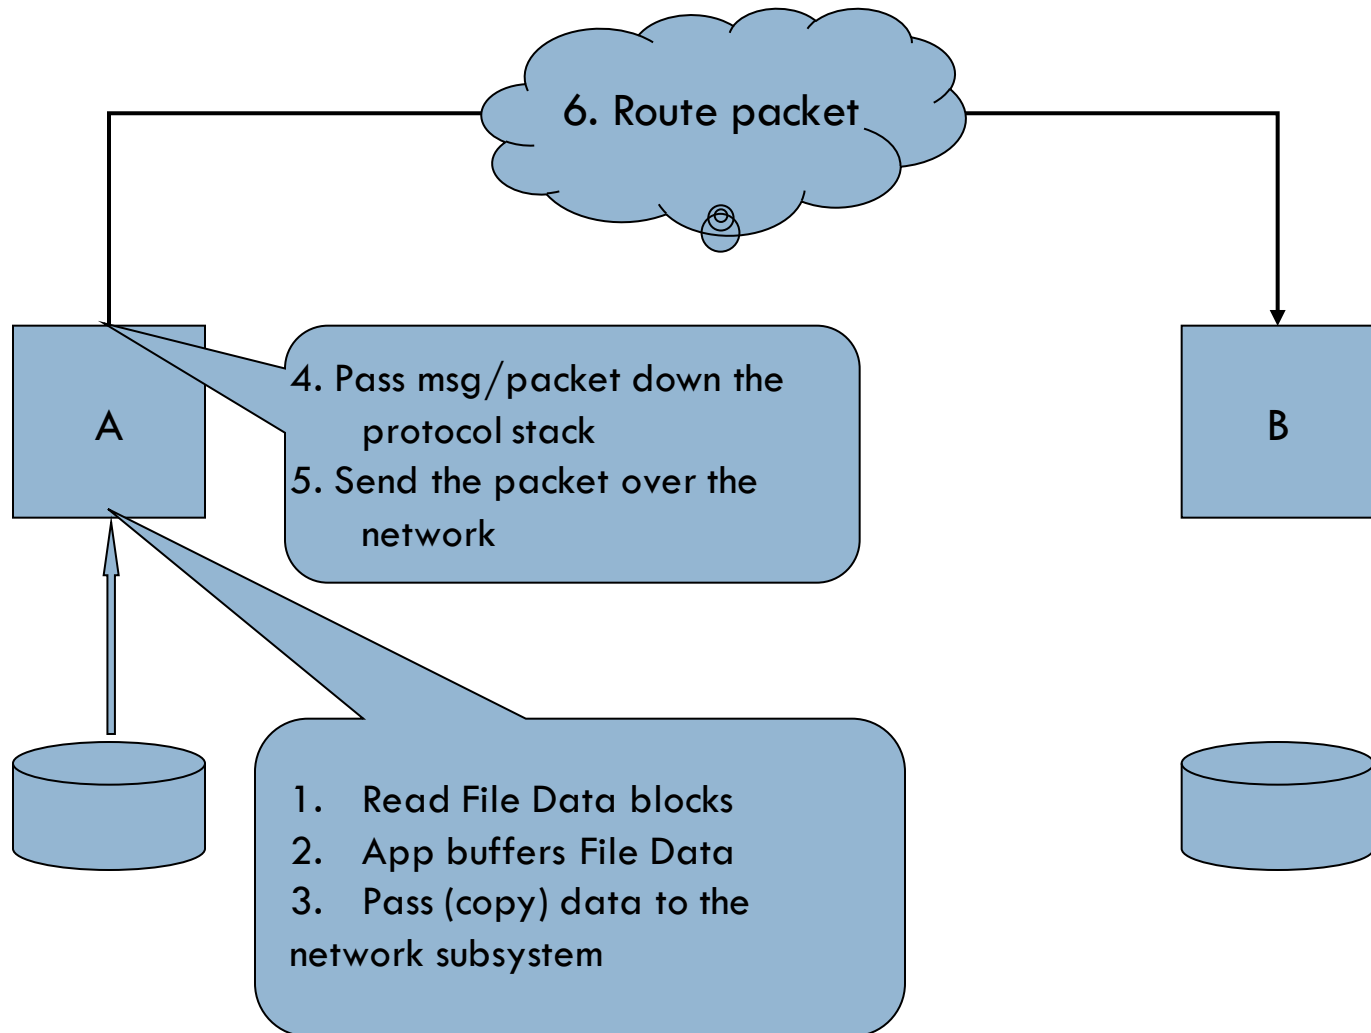 6. Route packet
A
4. Pass msg/packet down the
protocol stack
5. Send the packet over the
network
B
1. Read File Data blocks
2. App buffers File Data
3. Pass (copy) data to the
network subsystem